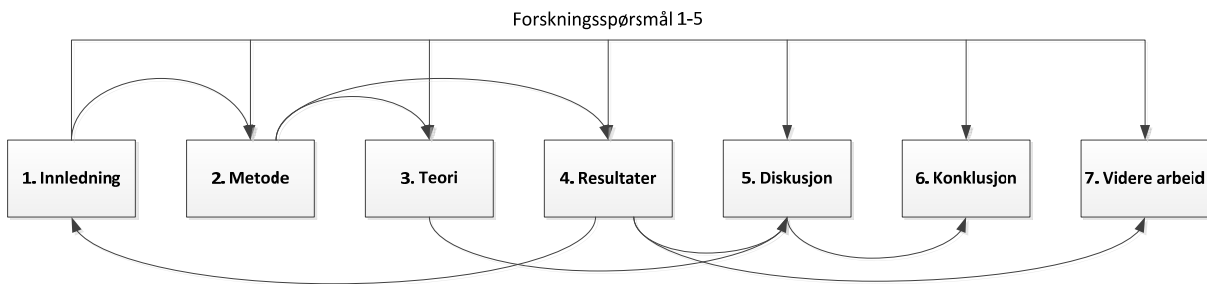 Forskningsspørsmål 1-5
1. Innledning
2. Metode
3. Teori
4. Resultater
5. Diskusjon
6. Konklusjon
7. Videre arbeid